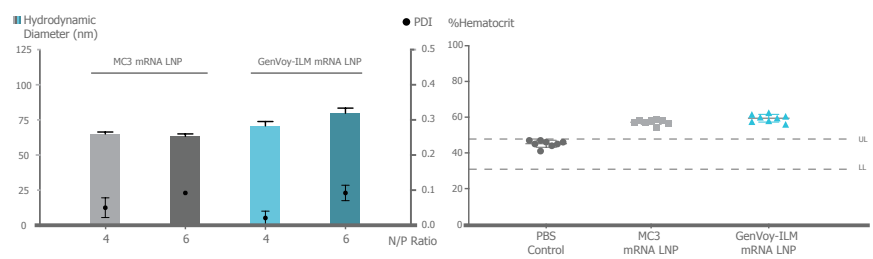 Hydrodynamic
Diameter (nm)
PDI
125
100
75
50
25
0
0.5
0.4
0.3
0.2
0.1
0.0
MC3 mRNA LNP
GenVoy-ILM mRNA LNP
4
6
4
6
N/P Ratio
%Hematocrit
100
80
60
40
20
0
UL
LL
PBS
Control
MC3
mRNA LNP
GenVoy-ILM
mRNA LNP